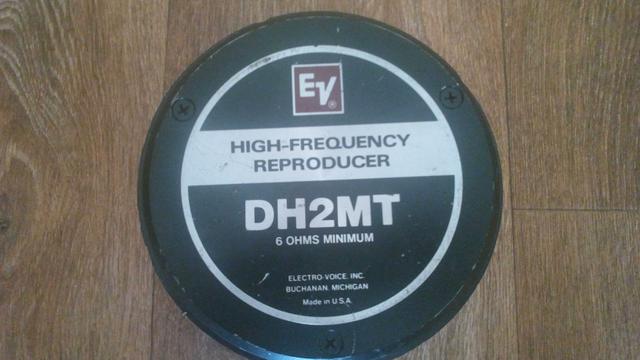 EV®
HIGH-FREQUENCY
REPRODUCER
DH2MT
6 OHMS MINIMUM
ELECTRO-VOICE, INC.
BUCHANAN, MICHIGAN
Made in U.S.A.